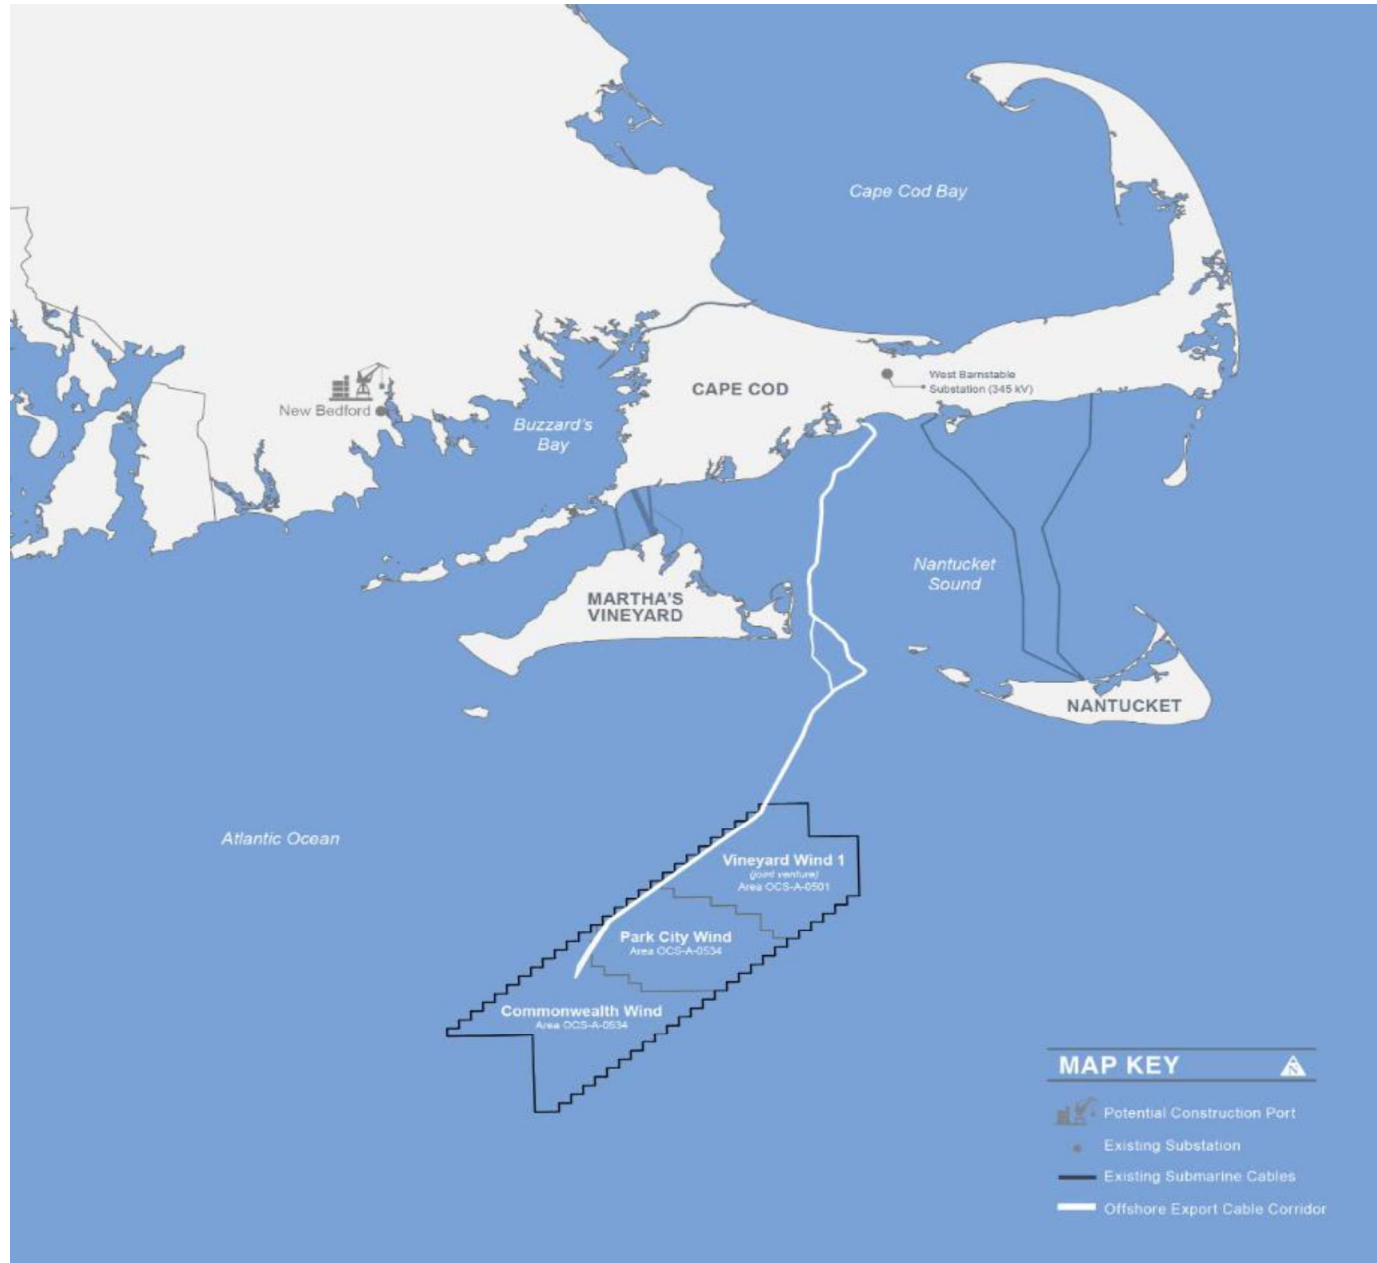 Cape Cod Bay
West Barnstable
Substation (345 kV)
CAPE COD
New Bedford
Buzzard's
Bay
Nantucket
Sound
MARTHA'S
VINEYARD
NANTUCKET
Atlantic Ocean
Vineyard Wind 1
(joint venture)
Area OCS-A-0501
Park City Wind
Area OCS-A-0534
Commonwealth Wind
Area OCS-A-0534
MAP KEY
N
Potential Construction Port
Existing Substation
Existing Submarine Cables
Offshore Export Cable Corridor